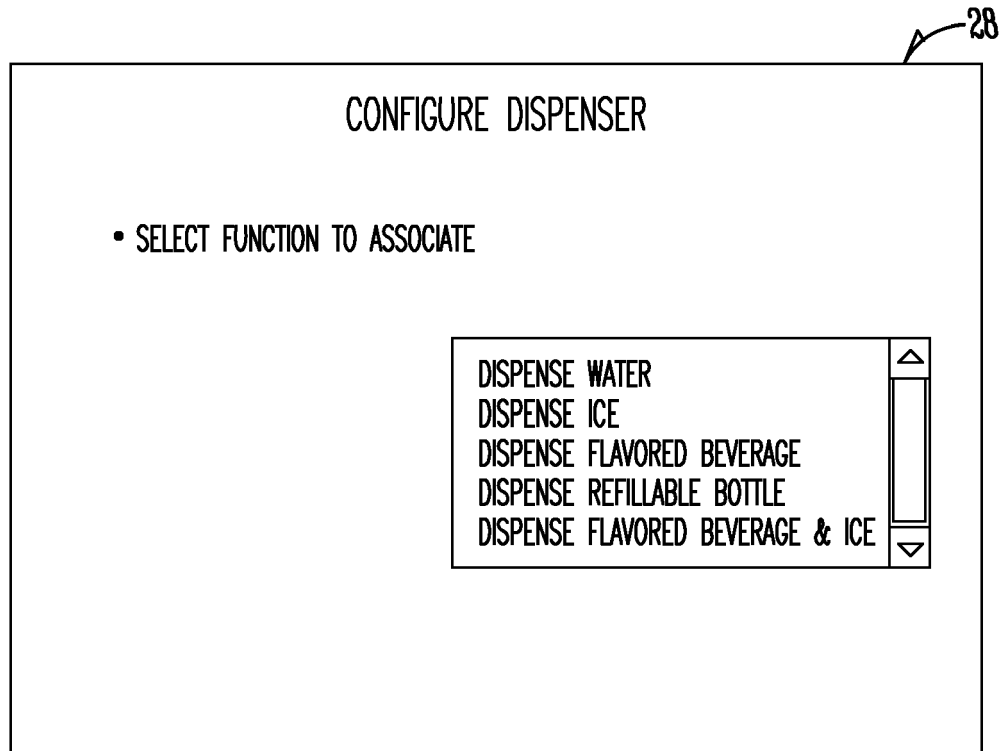 28
CONFIGURE DISPENSER
• SELECT FUNCTION TO ASSOCIATE
DISPENSE WATER
DISPENSE ICE
DISPENSE FLAVORED BEVERAGE
DISPENSE REFILLABLE BOTTLE
DISPENSE FLAVORED BEVERAGE & ICE